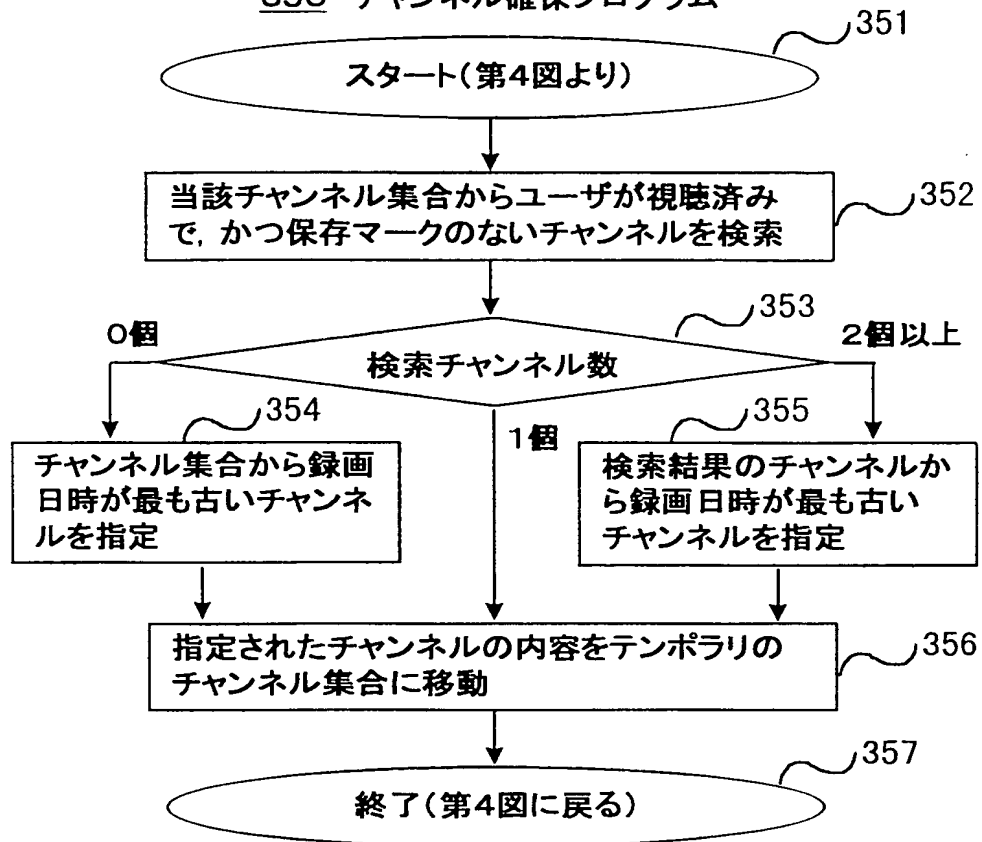 350 チャンネル確保プログラム
351
スタート(第4図より)
352
当該チャンネル集合からユーザが視聴済み
で,かつ保存マークのないチャンネルを検索
353
0個
2個以上
検索チャンネル数
354
355
1個
チャンネル集合から録画
日時が最も古いチャンネ
ルを指定
検索結果のチャンネルか
ら録画日時が最も古い
チャンネルを指定
356
指定されたチャンネルの内容をテンポラリの
チャンネル集合に移動
357
終了(第4図に戻る)